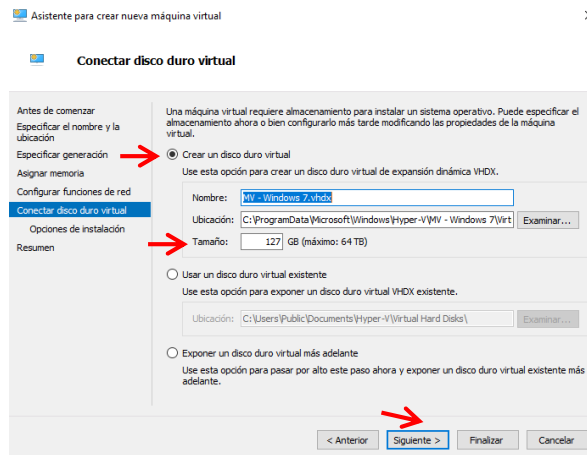 Asistente para crear nueva máquina virtual
Conectar disco duro virtual
Antes de comenzar
Especificar el nombre y la
ubicación
Especificar generación
Asignar memoria
Configurar funciones de red
Conectar disco duro virtual
Opciones de instalación
Resumen
Una máquina virtual requiere almacenamiento para instalar un sistema operativo. Puede especificar el
almacenamiento ahora o bien configurarlo más tarde modificando las propiedades de la máquina
virtual.
Crear un disco duro virtual
Use esta opción para crear un disco duro virtual de expansión dinámica VHDX.
Nombre: MV - Windows 7.vhdx
Ubicación: C:\ProgramData\Microsoft\Windows\Hyper-V\MV - Windows 7\Virt Examinar...
Tamaño: 127 GB (máximo: 64 TB)
Usar un disco duro virtual existente
Use esta opción para exponer un disco duro virtual VHDX existente.
Ubicación: C:\Users\Public\Documents\Hyper-V\Virtual Hard Disks\ Examinar...
Exponer un disco duro virtual más adelante
Use esta opción para pasar por alto este paso ahora y exponer un disco duro virtual existente más
adelante.
< Anterior Siguiente > Finalizar Cancelar